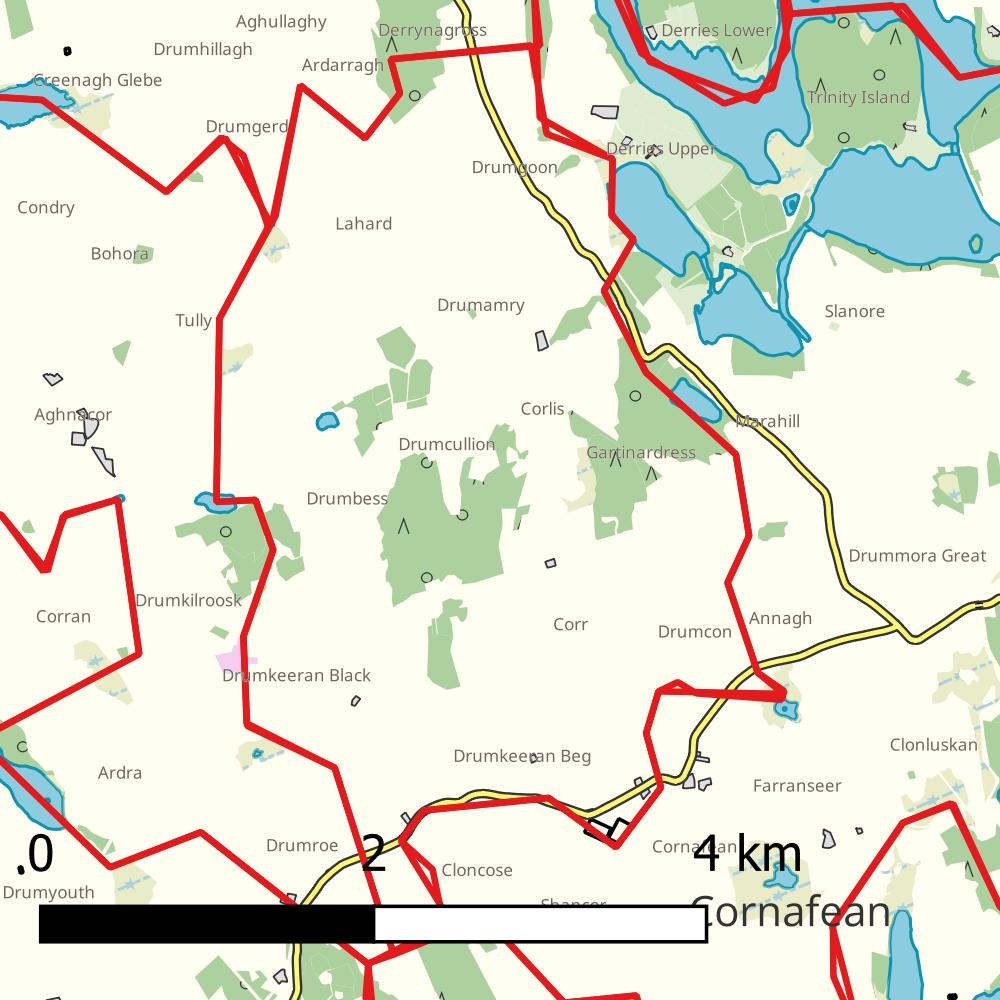 Aghullaghy
Derrynagross
Derries Lower
Drumhillagh
Ardarragh
Creenagh Glebe
Trinity Island
Drumgerd
Derries Upper
Drumgoon
Condry
Lahard
Bohora
Drumamry
Slanore
Tully
Corlis
Aghnacor
Marahill
Drumcullion
Gartinardress
Drumbess
Drummora Great
Drumkilroosk
Corran
Annagh
Corr
Drumcon
Drumkeeran Black
Clonluskan
Drumkeeran Beg
Ardra
Farranseer
Drumroe
Cornafean
.0 2 4 km
Cloncose
Drumyouth
Shancor
Cornafean